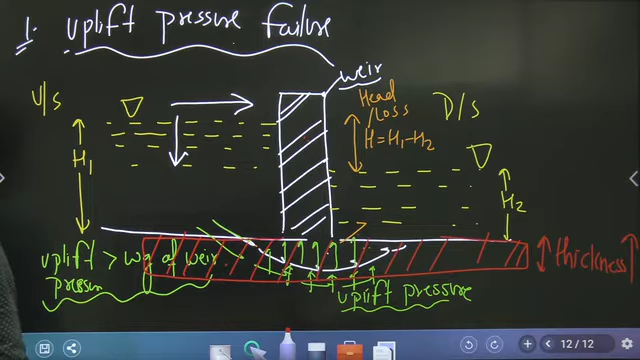 1. uplift pressure failure
weir
U/S
Head
Loss
H = H1-H2
D/S
H1
H2
uplift > wg of weir
pressure
uplift pressure
thickness
12/12